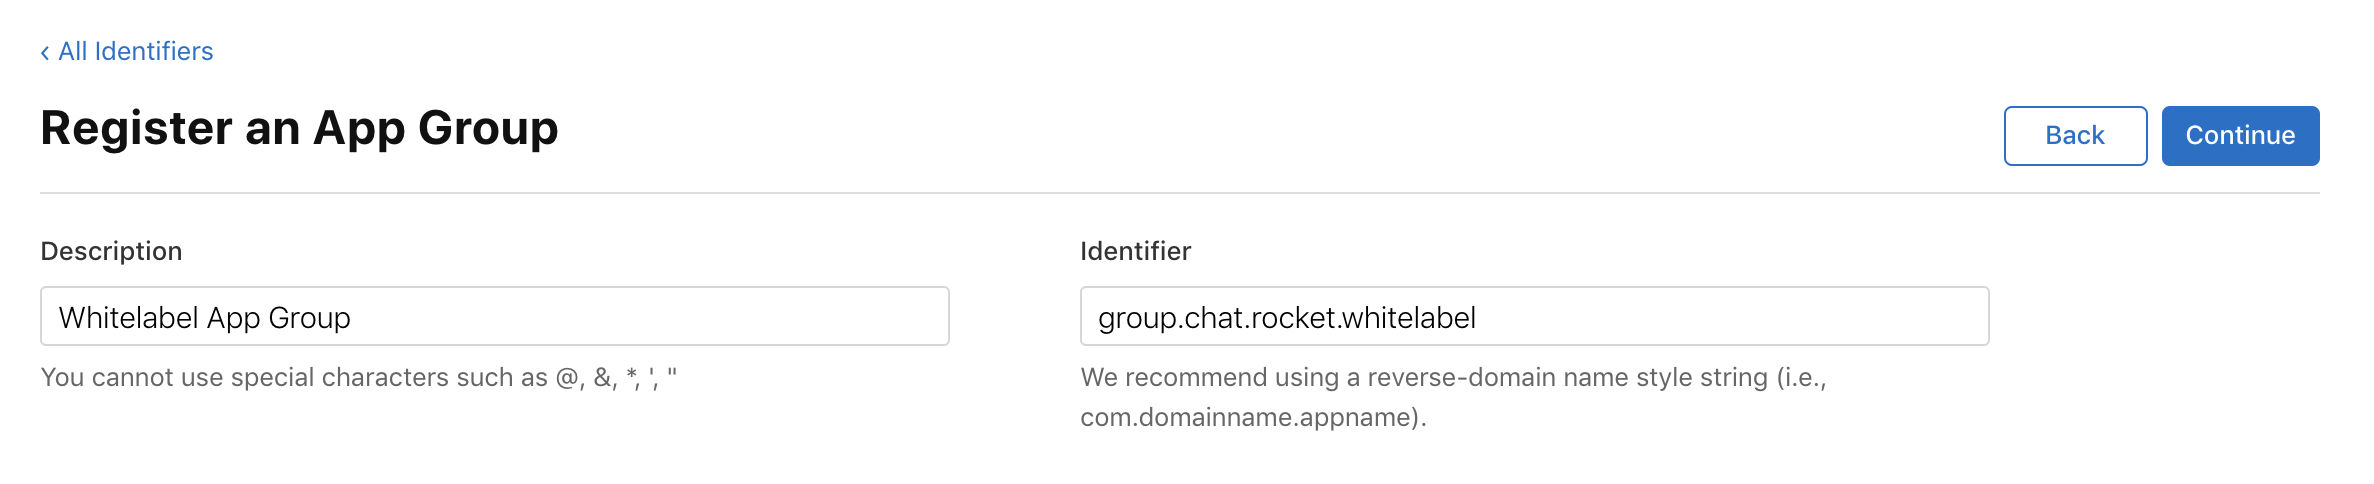 ‹ All Identifiers
Register an App Group
Back
Continue
Description
Identifier
Whitelabel App Group
group.chat.rocket.whitelabel
You cannot use special characters such as @, &, *, ', "
We recommend using a reverse-domain name style string (i.e.,
com.domainname.appname).